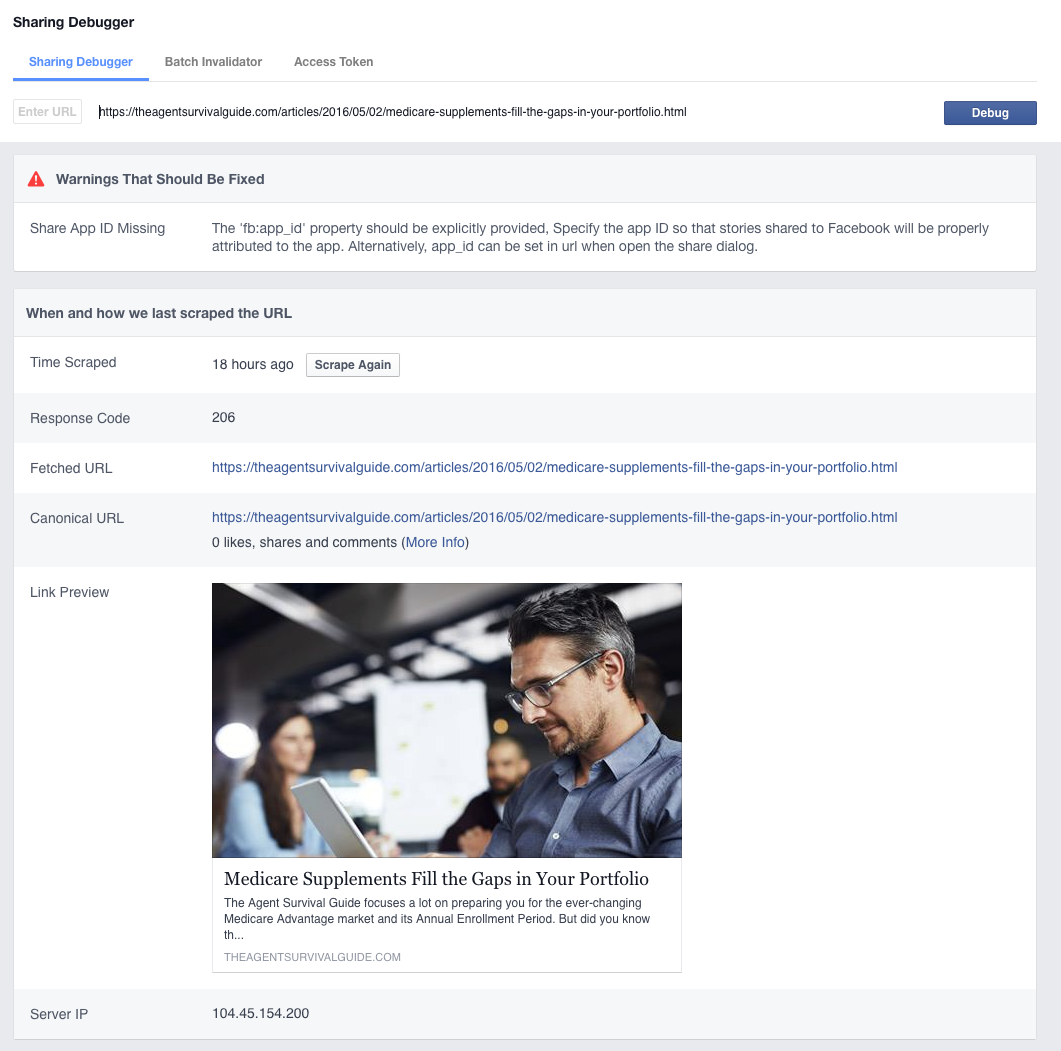 Sharing Debugger
Sharing Debugger Batch Invalidator Access Token
Enter URL https://theagentsurvivalguide.com/articles/2016/05/02/medicare-supplements-fill-the-gaps-in-your-portfolio.html Debug
Warnings That Should Be Fixed
Share App ID Missing The 'fb:app_id' property should be explicitly provided, Specify the app ID so that stories shared to Facebook will be properly
attributed to the app. Alternatively, app_id can be set in url when open the share dialog.
When and how we last scraped the URL
Time Scraped 18 hours ago Scrape Again
Response Code 206
Fetched URL https://theagentsurvivalguide.com/articles/2016/05/02/medicare-supplements-fill-the-gaps-in-your-portfolio.html
Canonical URL https://theagentsurvivalguide.com/articles/2016/05/02/medicare-supplements-fill-the-gaps-in-your-portfolio.html
0 likes, shares and comments (More Info)
Link Preview
Medicare Supplements Fill the Gaps in Your Portfolio
The Agent Survival Guide focuses a lot on preparing you for the ever-changing
Medicare Advantage market and its Annual Enrollment Period. But did you know
th...
THEAGENTSURVIVALGUIDE.COM
Server IP 104.45.154.200